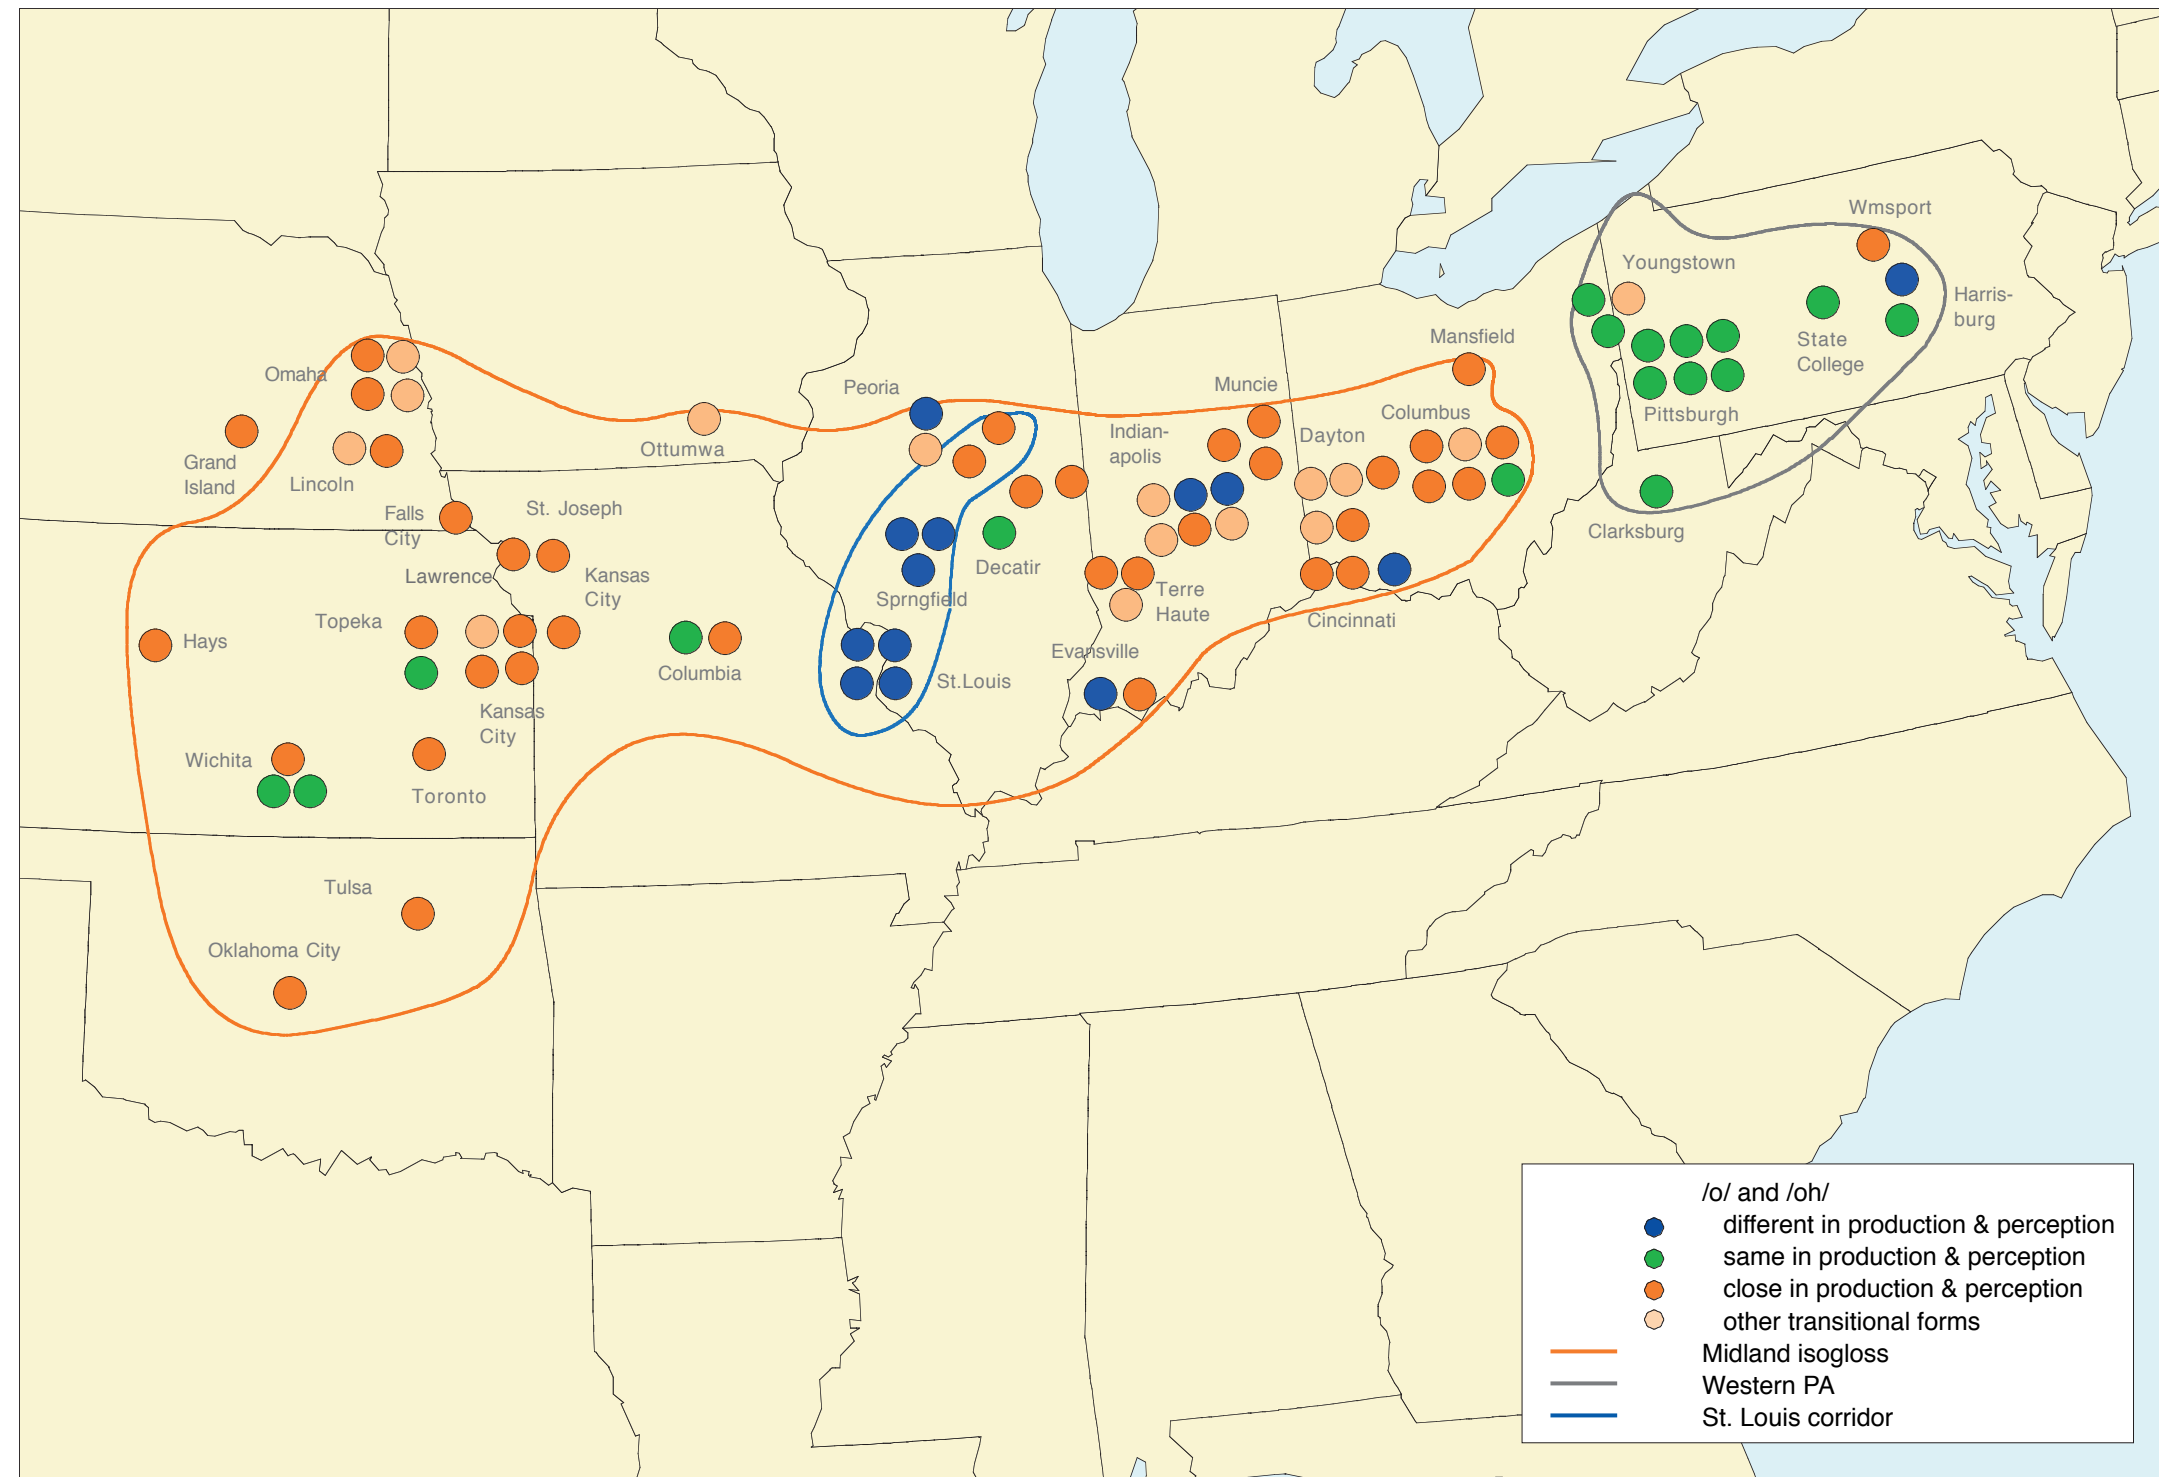 Wmsport
Youngstown
Harris-
burg
State
College
Pittsburgh
Clarksburg
Mansfield
Muncie
Columbus
Dayton
Indian-
apolis
Peoria
Omaha
Ottumwa
Grand
Island
Lincoln
Falls
City
St. Joseph
Lawrence
Kansas
City
Decatir
Sprngfield
Terre
Haute
Cincinnati
Topeka
Hays
Columbia
St.Louis
Evansville
Kansas
City
Wichita
Toronto
Tulsa
Oklahoma City
/o/ and /oh/
different in production & perception
same in production & perception
close in production & perception
other transitional forms
Midland isogloss
Western PA
St. Louis corridor